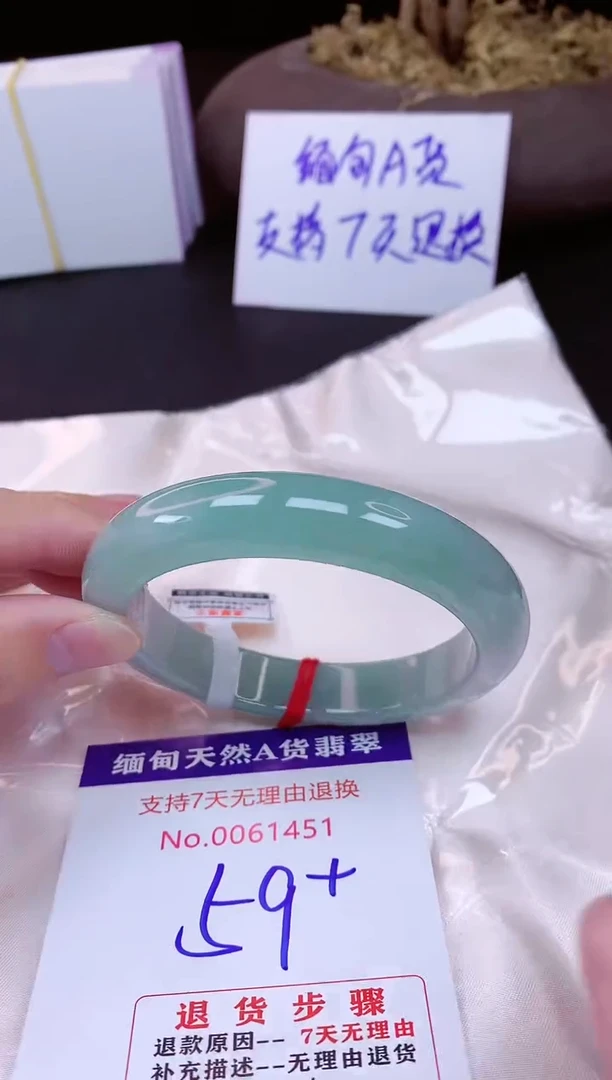 缅甸A货
支持7天退换
缅甸天然A货翡翠
支持7天无理由退换
No.0061451
59+
退货步骤
退款原因--7天无理由
补充描述--无理由退货